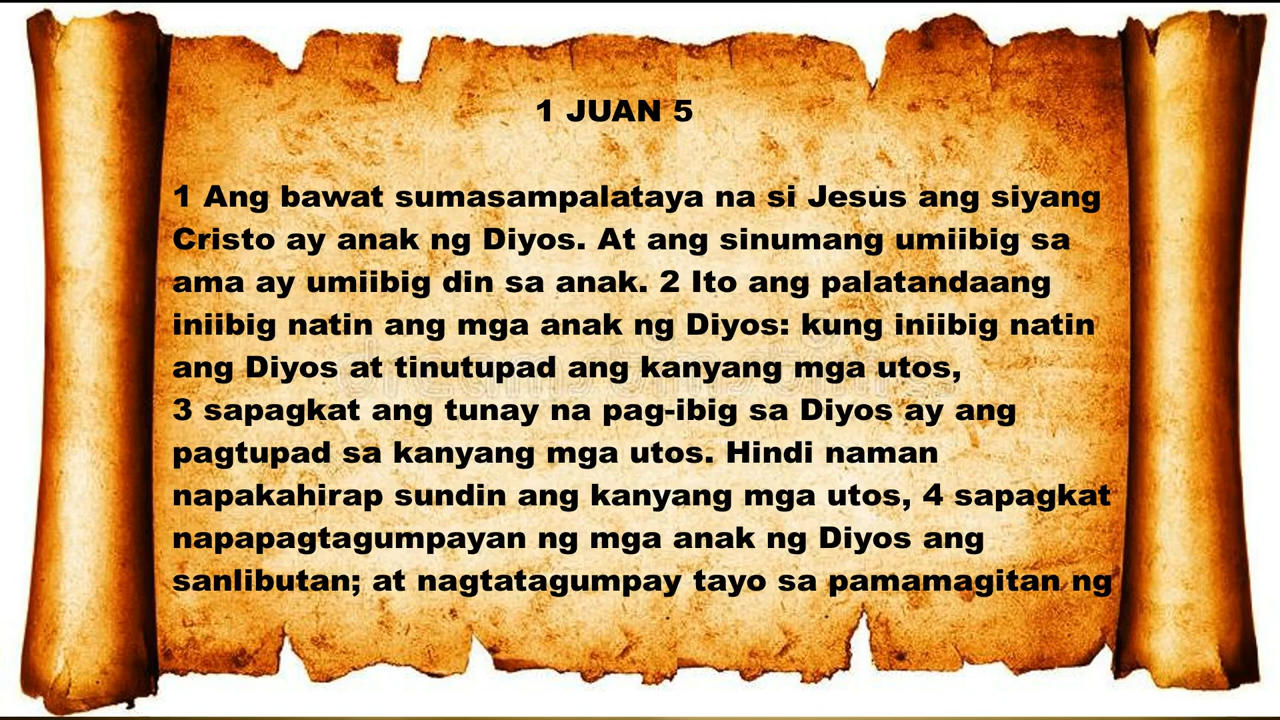 1 JUAN 5
1 Ang bawat sumasampalataya na si Jesus ang siyang
Cristo ay anak ng Diyos. At ang sinumang umiibig sa
ama ay umiibig din sa anak. 2 Ito ang palatandaang
iniibig natin ang mga anak ng Diyos: kung iniibig natin
ang Diyos at tinutupad ang kanyang mga utos,
3 sapagkat ang tunay na pag-ibig sa Diyos ay ang
pagtupad sa kanyang mga utos. Hindi naman
napakahirap sundin ang kanyang mga utos, 4 sapagkat
napapagtagumpayan ng mga anak ng Diyos ang
sanlibutan; at nagtatagumpay tayo sa pamamagitan ng